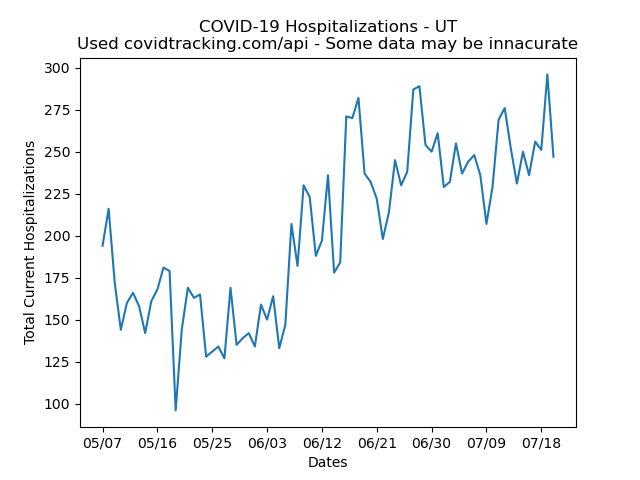 COVID-19 Hospitalizations - UT
Used covidtracking.com/api - Some data may be innacurate
300
275
250
225
200
175
150
125
100
Total Current Hospitalizations
05/07 05/16 05/25 06/03 06/12 06/21 06/30 07/09 07/18
Dates